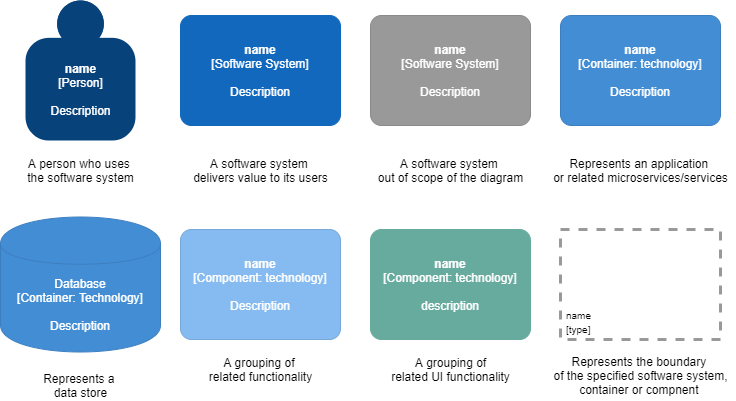 name
[Person]
Description
name
[Software System]
Description
name
[Software System]
Description
name
[Container: technology]
Description
A person who uses
the software system
A software system
delivers value to its users
A software system
out of scope of the diagram
Represents an application
or related microservices/services
Database
[Container: Technology]
Description
name
[Component: technology]
Description
name
[Component: technology]
description
name
[type]
Represents a
data store
A grouping of
related functionality
A grouping of
related UI functionality
Represents the boundary
of the specified software system,
container or compnent